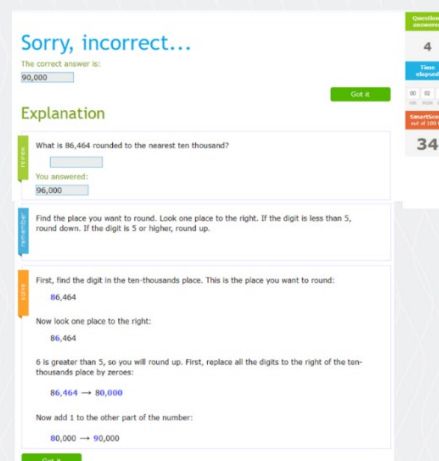 Sorry, incorrect...
The correct answer is:
90,000
Got it
Explanation
review
What is 86,464 rounded to the nearest ten thousand?
You answered:
96,000
remember
Find the place you want to round. Look one place to the right. If the digit is less than 5,
round down. If the digit is 5 or higher, round up.
solve
First, find the digit in the ten-thousands place. This is the place you want to round:
86,464
Now look one place to the right:
86,464
6 is greater than 5, so you will round up. First, replace all the digits to the right of the ten-
thousands place by zeroes:
86,464 → 80,000
Now add 1 to the other part of the number:
80,000 → 90,000
Got it
Questions
answered
4
Time
elapsed
00 02
SmartScore
out of 100
34